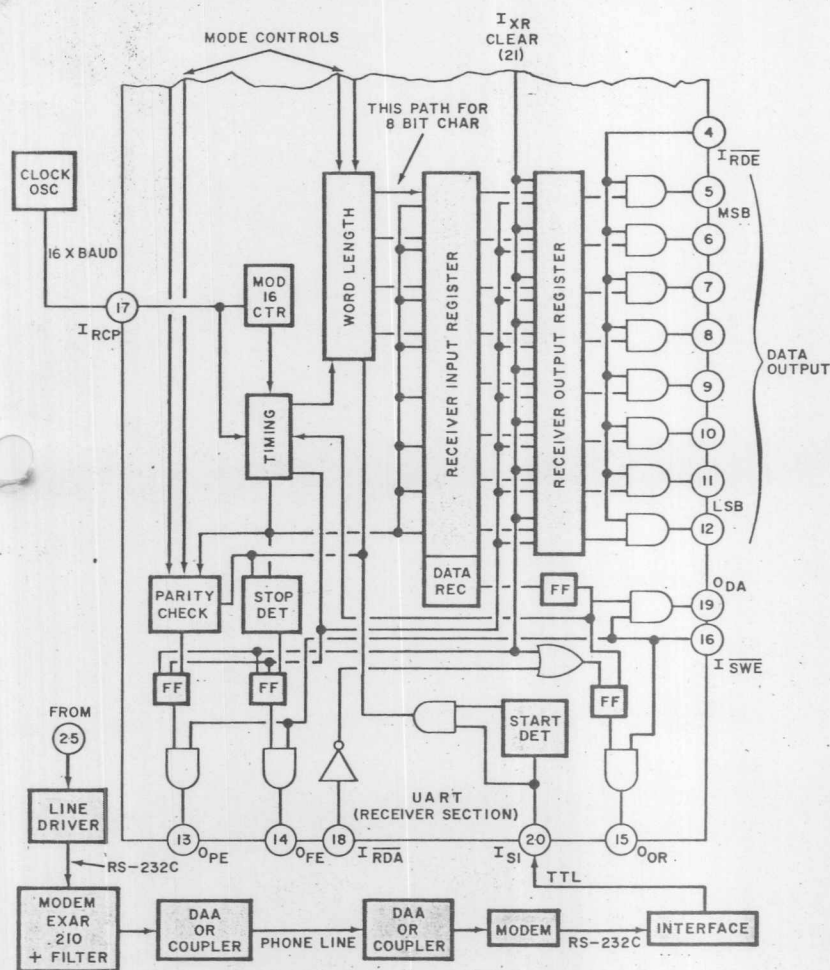 I XR
CLEAR
(21)
MODE CONTROLS
THIS PATH FOR
8 BIT CHAR
CLOCK
OSC
16 X BAUD
17
I RCP
MOD
16
CTR
TIMING
WORD LENGTH
RECEIVER INPUT REGISTER
DATA
REC
RECEIVER OUTPUT REGISTER
4
I RDE
5
MSB
6
7
8
9
10
11
LSB
12
DATA
OUTPUT
PARITY
CHECK
STOP
DET
FF
O DA
19
16
I SWE
FF
FF
FF
START
DET
FROM
25
LINE
DRIVER
RS-232C
UART
(RECEIVER SECTION)
13
O PE
14
O FE
18
I RDA
20
I SI
15
O OR
TTL
MODEM
EXAR
210
+ FILTER
DAA
OR
COUPLER
PHONE LINE
DAA
OR
COUPLER
MODEM
RS-232C
INTERFACE